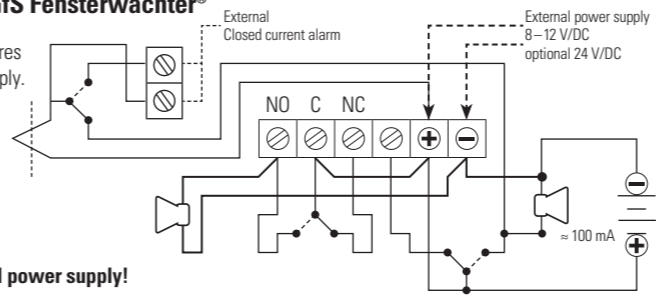 Fensterwächter®
External
Closed current alarm
External power supply
8–12 V/DC
optional 24 V/DC
NO C NC
≈ 100 mA
power supply!